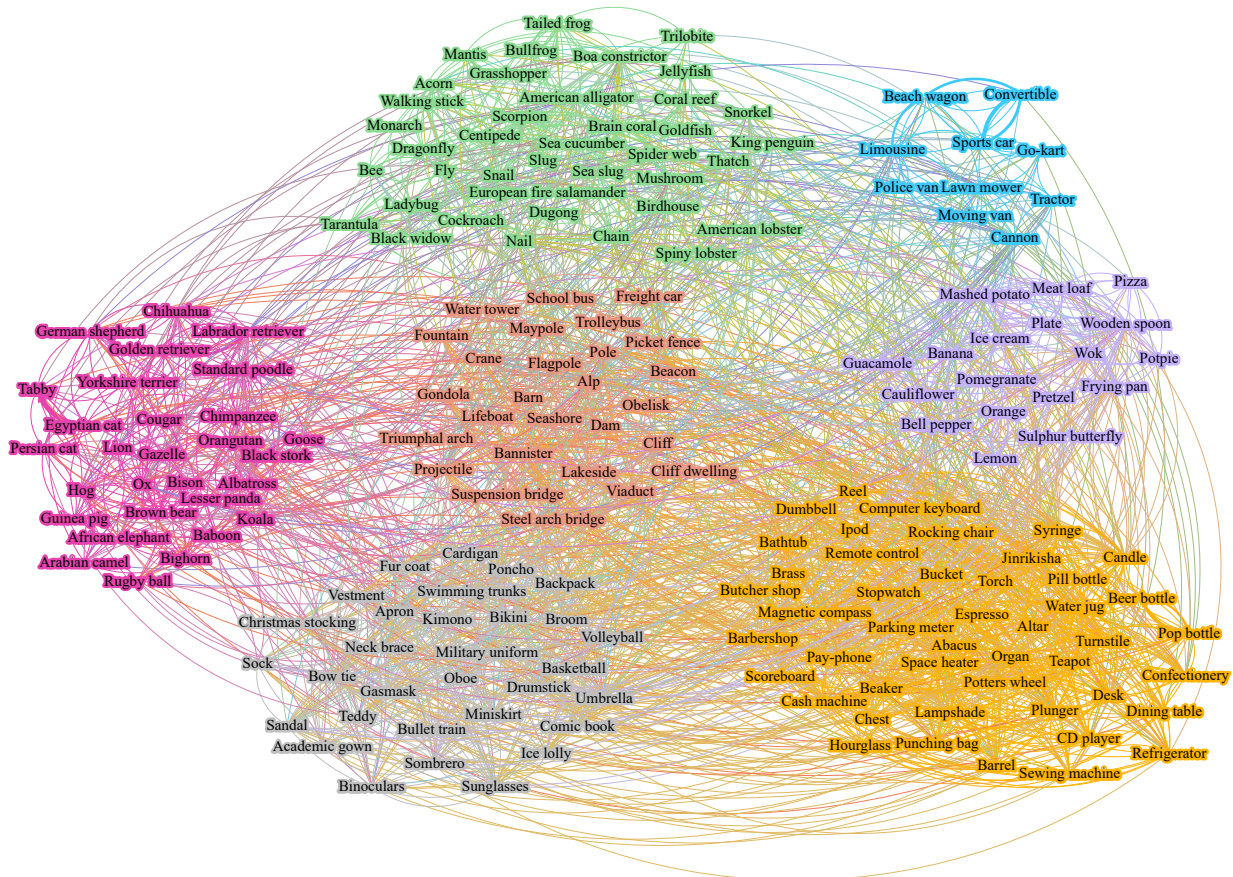 Tailed frog
Trilobite
Mantis
Bullfrog
Boa constrictor
Grasshopper
Jellyfish
Acorn
Walking stick
American alligator
Coral reef
Snorkel
Scorpion
Monarch
Centipede
Brain coral
Goldfish
King penguin
Sea cucumber
Dragonfly
Spider web
Slug
Thatch
Bee
Fly
Snail
Sea slug
Mushroom
European fire salamander
Ladybug
Birdhouse
Dugong
Cockroach
Tarantula
Black widow
Nail
Chain
American lobster
Spiny lobster
Beach wagon
Convertible
Limousine
Sports car
Go-kart
Police van
Lawn mower
Tractor
Moving van
Cannon
Pizza
Meat loaf
Mashed potato
Plate
Wooden spoon
Ice cream
Guacamole
Banana
Wok
Potpie
Pomegranate
Frying pan
Cauliflower
Pretzel
Orange
Bell pepper
Sulphur butterfly
Lemon
School bus
Freight car
Water tower
Maypole
Trolleybus
Fountain
Picket fence
Crane
Pole
Flagpole
Beacon
Alp
Gondola
Barn
Obelisk
Lifeboat
Seashore
Dam
Triumphal arch
Cliff
Bannister
Projectile
Lakeside
Cliff dwelling
Suspension bridge
Viaduct
Steel arch bridge
Chihuahua
German shepherd
Labrador retriever
Golden retriever
Standard poodle
Tabby
Yorkshire terrier
Egyptian cat
Cougar
Chimpanzee
Persian cat
Lion
Orangutan
Goose
Gazelle
Black stork
Hog
Ox
Bison
Albatross
Lesser panda
Guinea pig
Brown bear
Koala
African elephant
Baboon
Arabian camel
Bighorn
Rugby ball
Cardigan
Fur coat
Poncho
Backpack
Vestment
Swimming trunks
Apron
Christmas stocking
Kimono
Bikini
Broom
Volleyball
Neck brace
Military uniform
Sock
Basketball
Bow tie
Oboe
Gasmask
Drumstick
Umbrella
Sandal
Teddy
Miniskirt
Bullet train
Comic book
Academic gown
Ice lolly
Sombrero
Binoculars
Sunglasses
Reel
Dumbbell
Computer keyboard
Ipod
Rocking chair
Syringe
Bathtub
Remote control
Jinrikisha
Candle
Brass
Bucket
Torch
Pill bottle
Butcher shop
Stopwatch
Beer bottle
Magnetic compass
Espresso
Water jug
Barbershop
Parking meter
Altar
Pop bottle
Abacus
Turnstile
Pay-phone
Space heater
Organ
Teapot
Scoreboard
Confectionery
Beaker
Potters wheel
Cash machine
Desk
Chest
Lampshade
Plunger
Dining table
Hourglass
Punching bag
CD player
Refrigerator
Barrel
Sewing machine